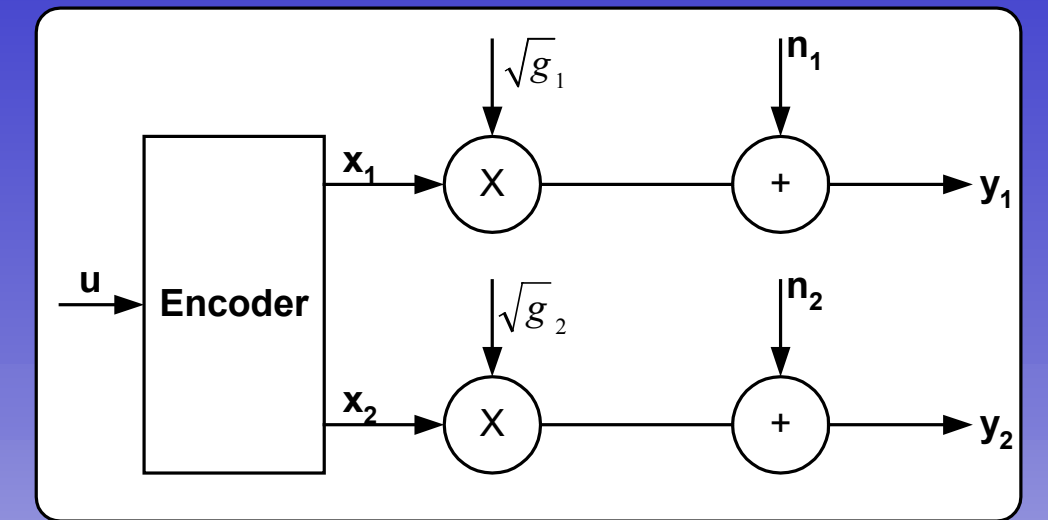 √g₁
n₁
x₁
X
+
y₁
u
Encoder
√g₂
n₂
x₂
X
+
y₂